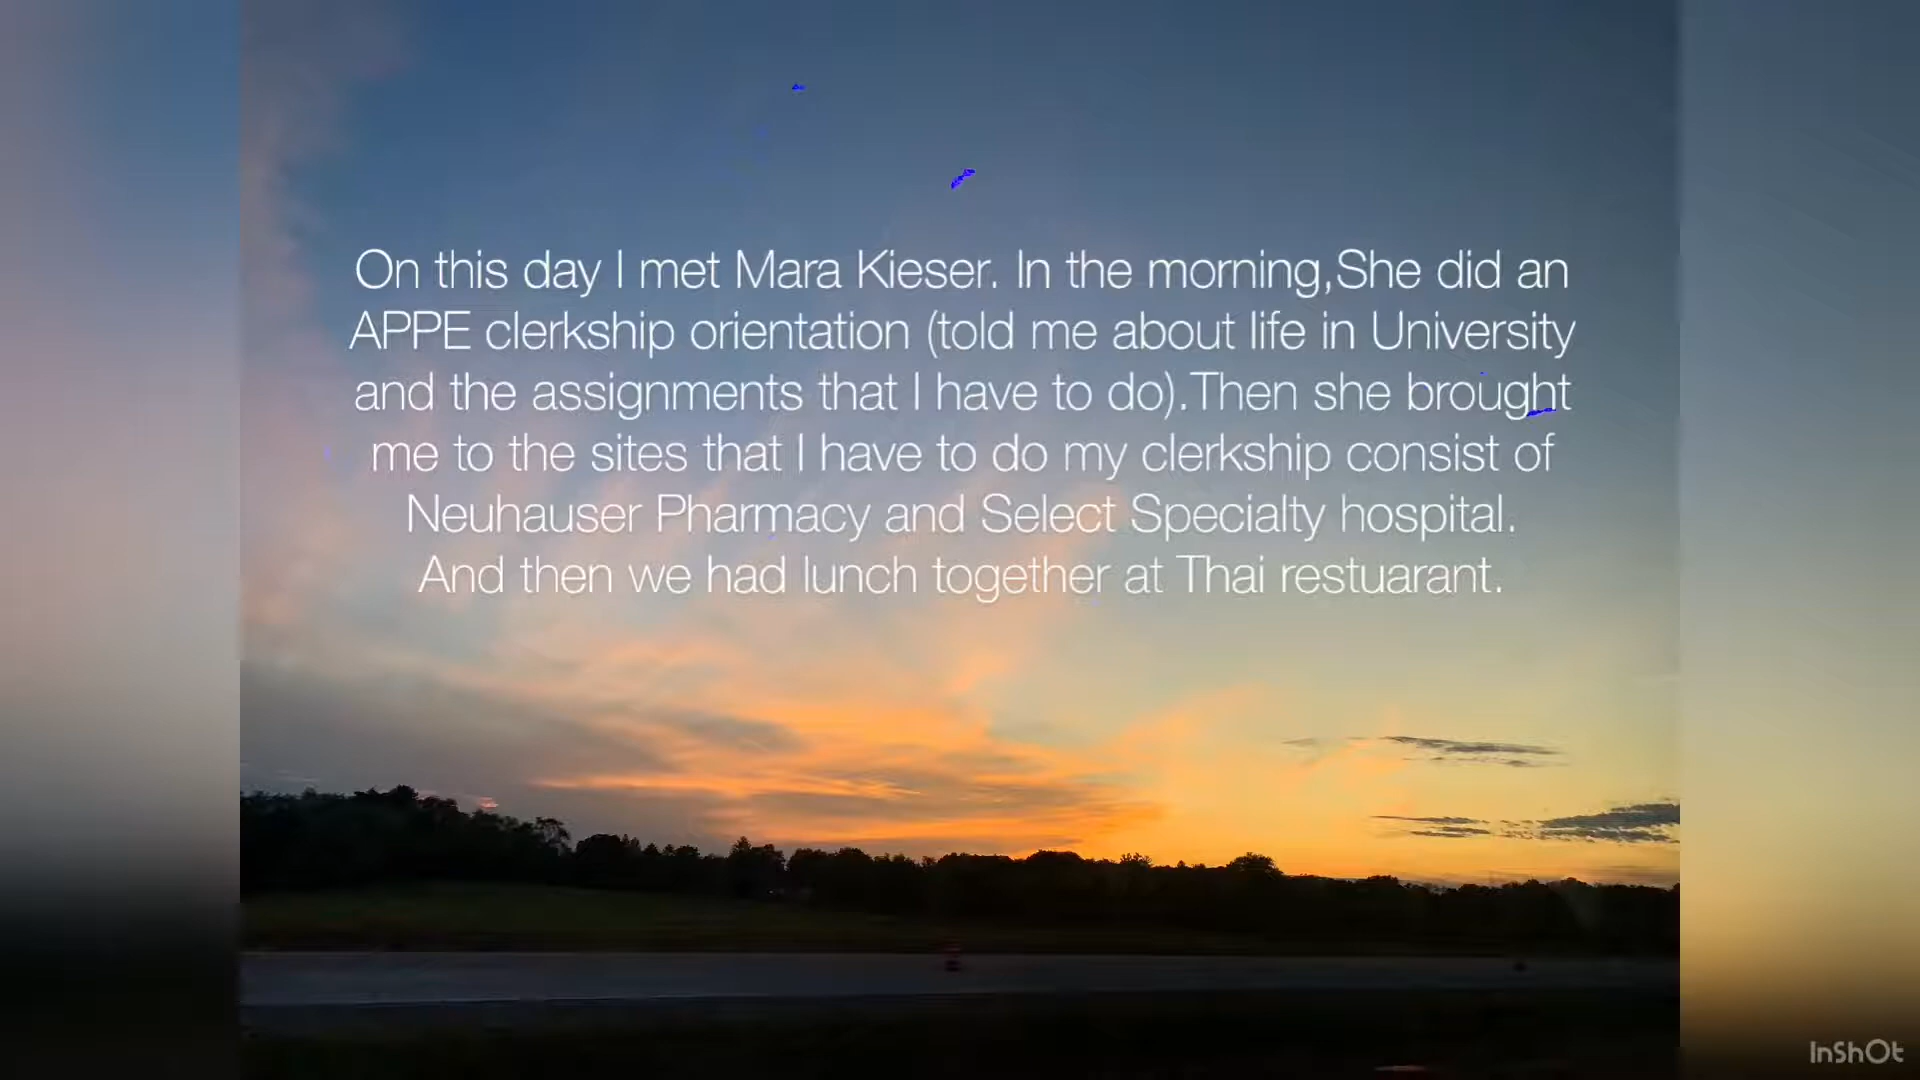 On this day I met Mara Kieser. In the morning,She did an
APPE clerkship orientation (told me about life in University
and the assignments that I have to do).Then she brought
me to the sites that I have to do my clerkship consist of
Neuhauser Pharmacy and Select Specialty hospital.
And then we had lunch together at Thai restuarant.
InShOt